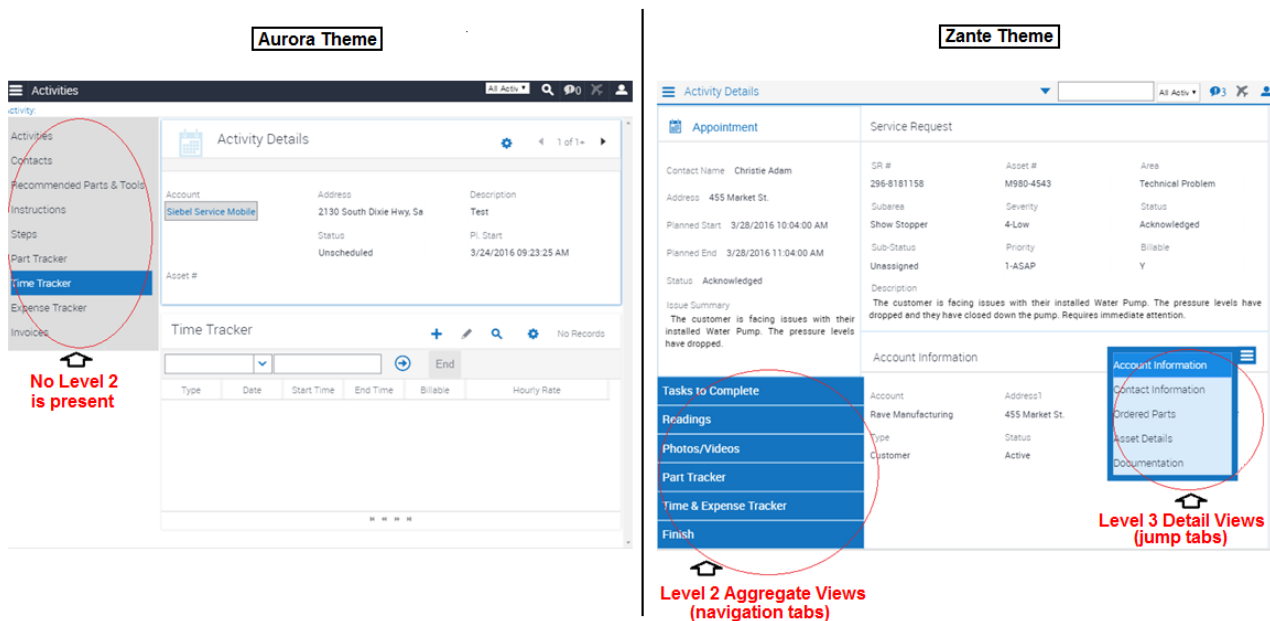 Aurora Theme
Activities
All Activ
0
ctivity:
Activities
Contacts
Recommended Parts & Tools
Instructions
Steps
Part Tracker
Time Tracker
Expense Tracker
Invoices
No Level 2
is present
Activity Details
1 of 1+
Account
Address
Description
Siebel Service Mobile
2130 South Dixie Hwy, Sa
Test
Status
Pl. Start
Unscheduled
3/24/2016 09:23:25 AM
Asset #
Time Tracker
No Records
End
Type
Date
Start Time
End Time
Billable
Hourly Rate
Zante Theme
Activity Details
All Activ
3
Appointment
Contact Name Christie Adam
Address 455 Market St.
Planned Start 3/28/2016 10:04:00 AM
Planned End 3/28/2016 11:04:00 AM
Status Acknowledged
Issue Summary
The customer is facing issues with their
installed Water Pump. The pressure levels
have dropped.
Tasks to Complete
Readings
Photos/Videos
Part Tracker
Time & Expense Tracker
Finish
Level 2 Aggregate Views
(navigation tabs)
Service Request
SR #
Asset #
Area
296-8181158
M980-4543
Technical Problem
Subarea
Severity
Status
Show Stopper
4-Low
Acknowledged
Sub-Status
Priority
Billable
Unassigned
1-ASAP
Y
Description
The customer is facing issues with their installed Water Pump. The pressure levels have
dropped and they have closed down the pump. Requires immediate attention.
Account Information
Account
Address1
Rave Manufacturing
455 Market St.
Type
Status
Customer
Active
Account Information
Contact Information
Ordered Parts
Asset Details
Documentation
Level 3 Detail Views
(jump tabs)